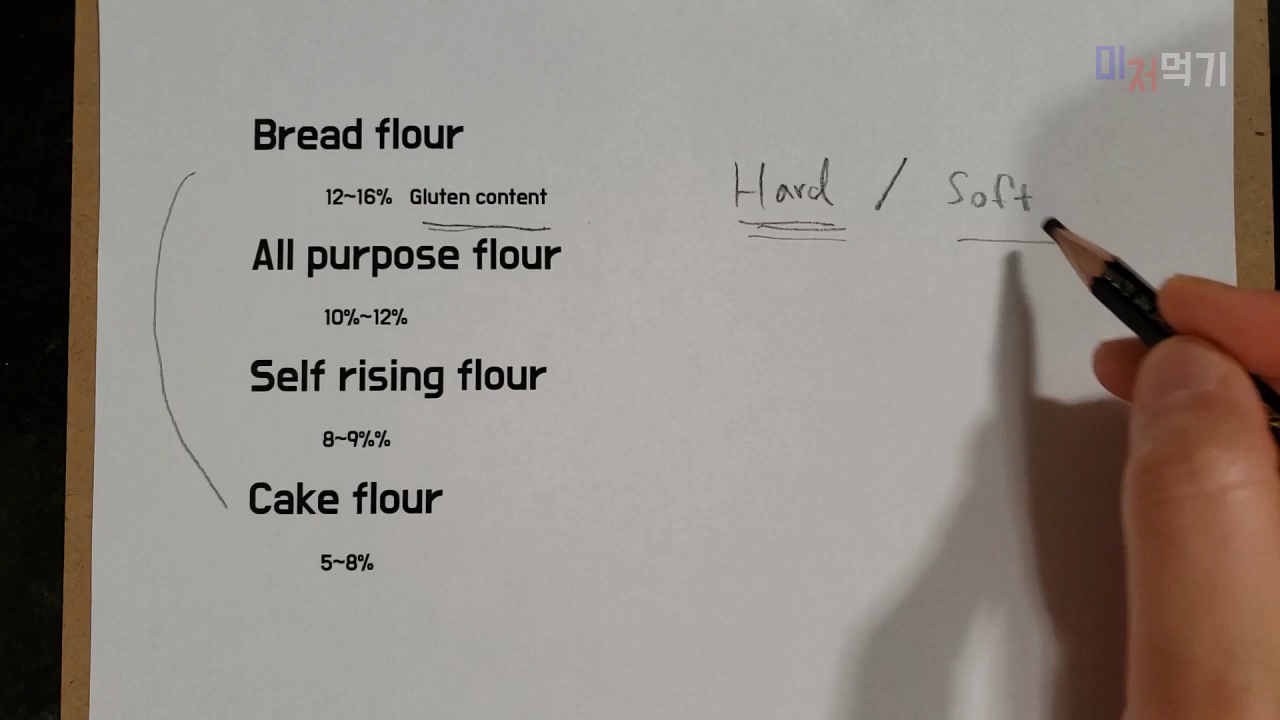 미저먹기
Bread flour
12~16% Gluten content
Hard / Soft
All purpose flour
10%~12%
Self rising flour
8~9%%
Cake flour
5~8%